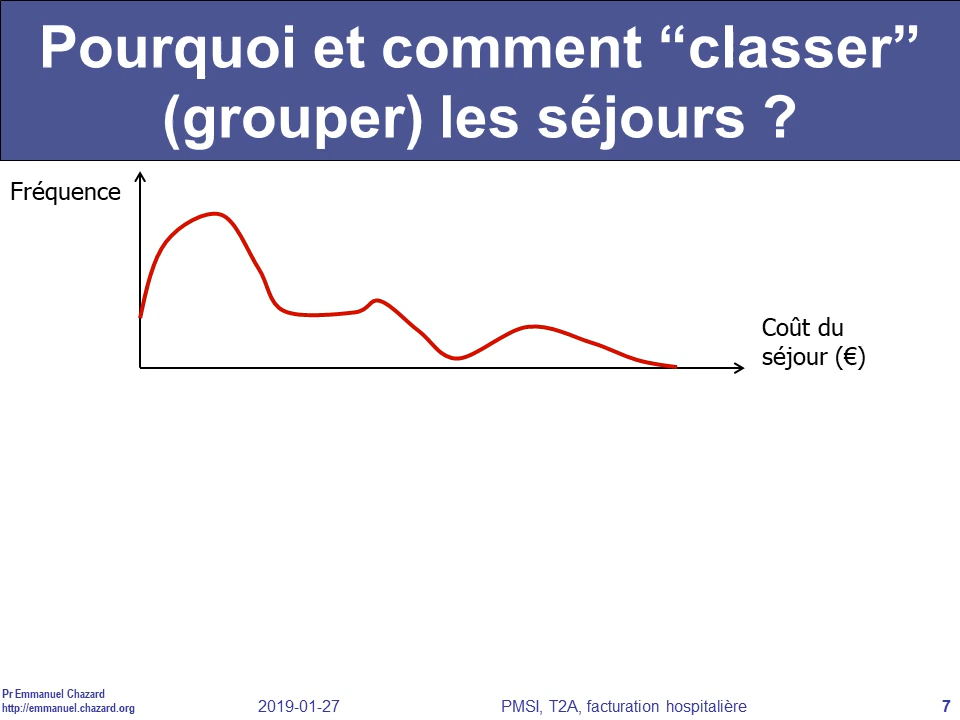 Pourquoi et comment “classer”
(grouper) les séjours ?
Fréquence
Coût du
séjour (€)
Pr Emmanuel Chazard
http://emmanuel.chazard.org
2019-01-27
PMSI, T2A, facturation hospitalière
7